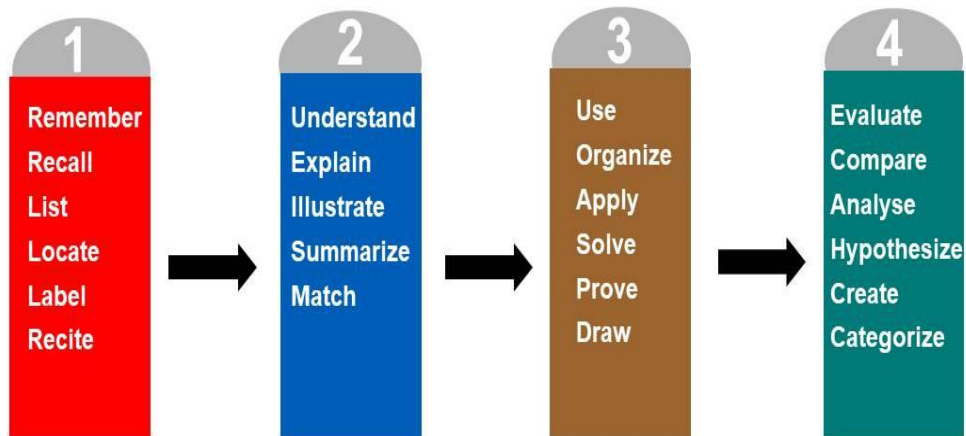 1
Remember
Recall
List
Locate
Label
Recite
2
Understand
Explain
Illustrate
Summarize
Match
3
Use
Organize
Apply
Solve
Prove
Draw
4
Evaluate
Compare
Analyse
Hypothesize
Create
Categorize